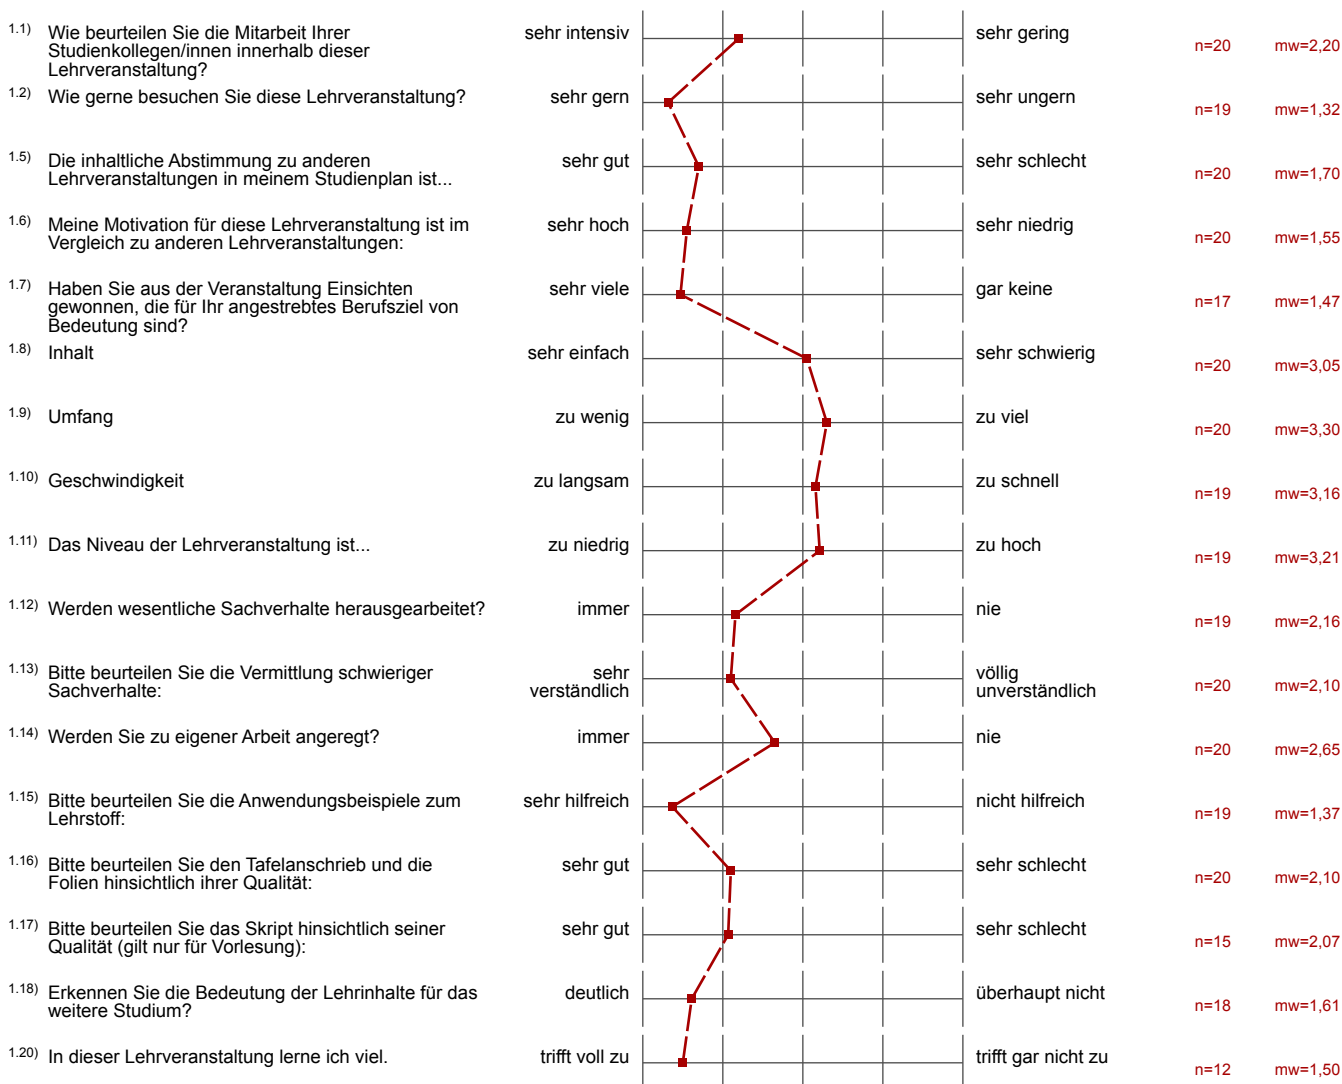 1.1) Wie beurteilen Sie die Mitarbeit Ihrer
Studienkollegen/innen innerhalb dieser
Lehrveranstaltung?
sehr intensiv
sehr gering
n=20 mw=2,20
1.2) Wie gerne besuchen Sie diese Lehrveranstaltung?
sehr gern
sehr ungern
n=19 mw=1,32
1.5) Die inhaltliche Abstimmung zu anderen
Lehrveranstaltungen in meinem Studienplan ist...
sehr gut
sehr schlecht
n=20 mw=1,70
1.6) Meine Motivation für diese Lehrveranstaltung ist im
Vergleich zu anderen Lehrveranstaltungen:
sehr hoch
sehr niedrig
n=20 mw=1,55
1.7) Haben Sie aus der Veranstaltung Einsichten
gewonnen, die für Ihr angestrebtes Berufsziel von
Bedeutung sind?
sehr viele
gar keine
n=17 mw=1,47
1.8) Inhalt
sehr einfach
sehr schwierig
n=20 mw=3,05
1.9) Umfang
zu wenig
zu viel
n=20 mw=3,30
1.10) Geschwindigkeit
zu langsam
zu schnell
n=19 mw=3,16
1.11) Das Niveau der Lehrveranstaltung ist...
zu niedrig
zu hoch
n=19 mw=3,21
1.12) Werden wesentliche Sachverhalte herausgearbeitet?
immer
nie
n=19 mw=2,16
1.13) Bitte beurteilen Sie die Vermittlung schwieriger
Sachverhalte:
sehr
verständlich
völlig
unverständlich
n=20 mw=2,10
1.14) Werden Sie zu eigener Arbeit angeregt?
immer
nie
n=20 mw=2,65
1.15) Bitte beurteilen Sie die Anwendungsbeispiele zum
Lehrstoff:
sehr hilfreich
nicht hilfreich
n=19 mw=1,37
1.16) Bitte beurteilen Sie den Tafelanschrieb und die
Folien hinsichtlich ihrer Qualität:
sehr gut
sehr schlecht
n=20 mw=2,10
1.17) Bitte beurteilen Sie das Skript hinsichtlich seiner
Qualität (gilt nur für Vorlesung):
sehr gut
sehr schlecht
n=15 mw=2,07
1.18) Erkennen Sie die Bedeutung der Lehrinhalte für das
weitere Studium?
deutlich
überhaupt nicht
n=18 mw=1,61
1.20) In dieser Lehrveranstaltung lerne ich viel.
trifft voll zu
trifft gar nicht zu
n=12 mw=1,50